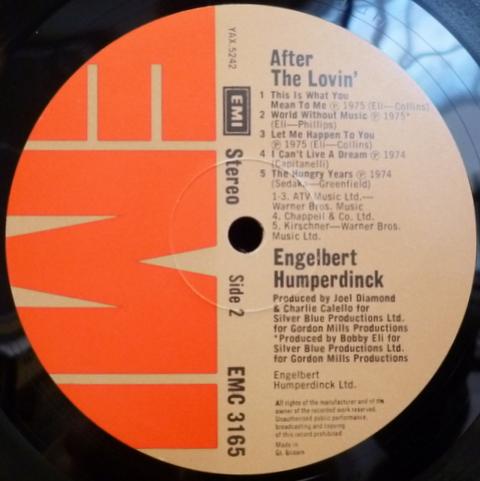 YAX.5242
EMI
Stereo
Side 2
EMC 3165
After
The Lovin'
1 This Is What You
Mean To Me Ⓟ 1975 (Eli—Collins)
2 World Without Music Ⓟ 1975*
(Eli—Phillips)
3 Let Me Happen To You
Ⓟ 1975 (Eli—Collins)
4 I Can't Live A Dream Ⓟ 1974
(Capitanelli)
5 The Hungry Years Ⓟ 1974
(Sedaka—Greenfield)
1-3. ATV Music Ltd.—
Warner Bros. Music
4. Chappell & Co. Ltd.
5. Kirschner—Warner Bros.
Music Ltd.
Engelbert
Humperdinck
Produced by Joel Diamond
& Charlie Calello for
Silver Blue Productions Ltd.
for Gordon Mills Productions
*Produced by Bobby Eli for
Silver Blue Productions Ltd.
for Gordon Mills Productions
Engelbert
Humperdinck Ltd.
All rights of the manufacturer and of the
owner of the recorded work reserved.
Unauthorised public performance,
broadcasting and copying
of this record prohibited
Made in
Gt. Britain